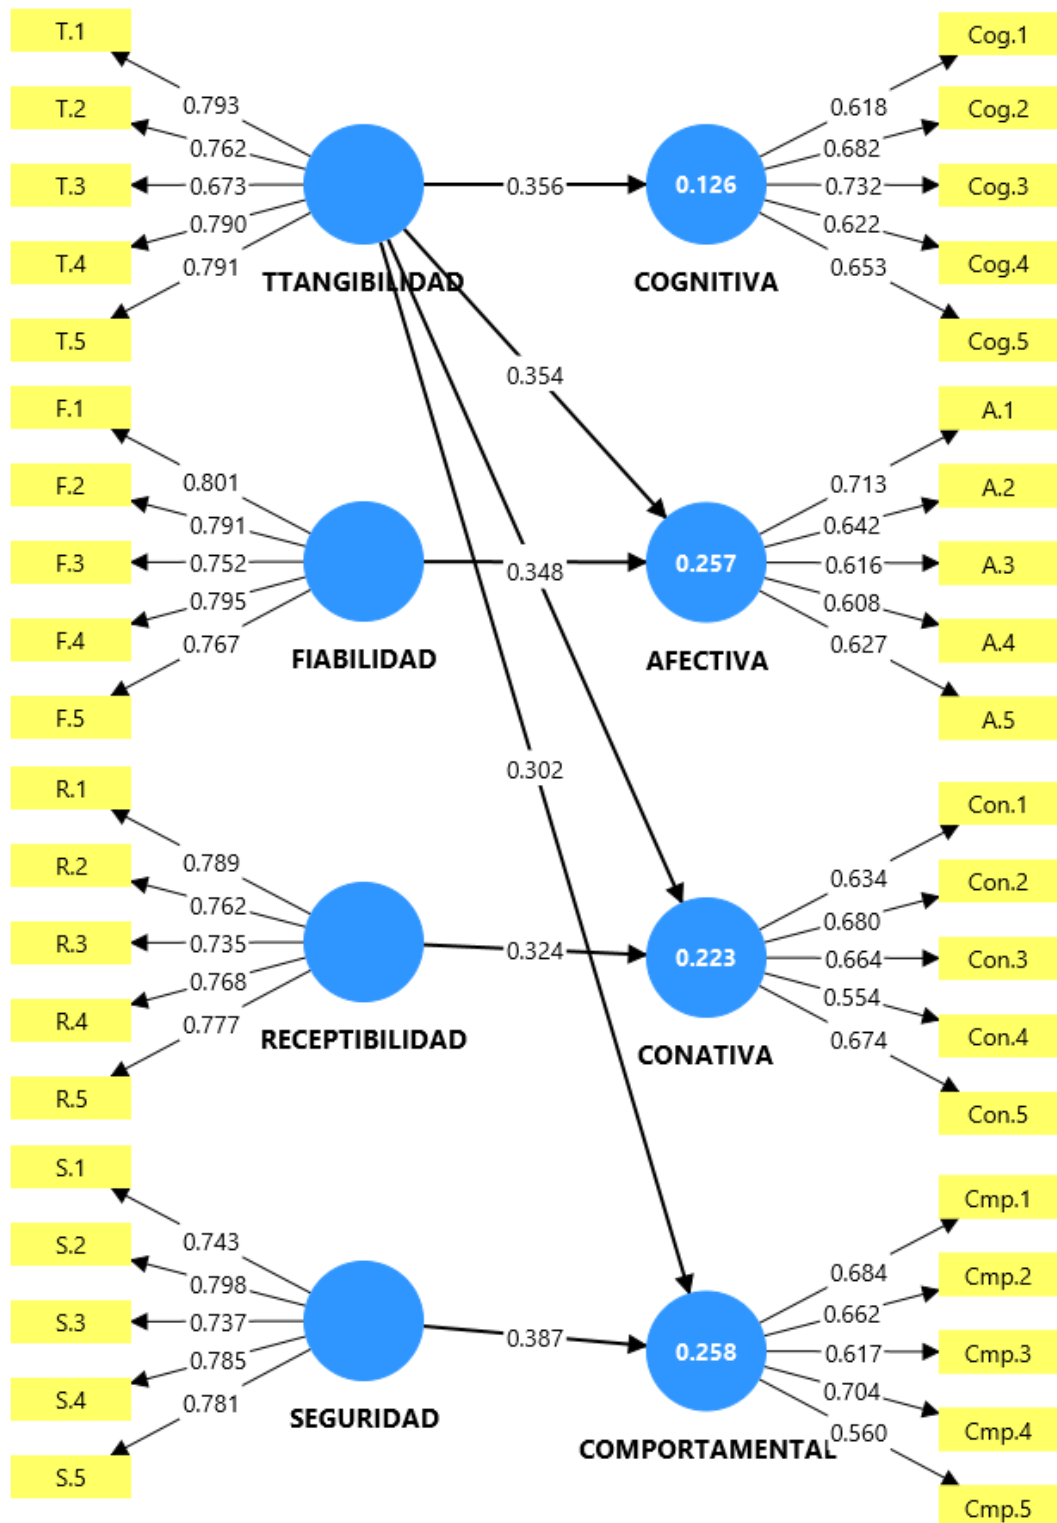 T.1
Cog.1
0.793
0.618
T.2
Cog.2
0.762
0.682
T.3
0.673
0.356
0.126
0.732
Cog.3
0.790
0.622
T.4
Cog.4
0.791
0.653
TTANGIBILIDAD
COGNITIVA
T.5
Cog.5
0.354
F.1
A.1
0.801
0.713
F.2
A.2
0.791
0.642
F.3
0.752
0.348
0.257
0.616
A.3
0.795
0.608
F.4
A.4
0.767
0.627
FIABILIDAD
AFECTIVA
F.5
A.5
0.302
R.1
Con.1
0.789
0.634
R.2
Con.2
0.762
0.680
R.3
0.735
0.324
0.223
0.664
Con.3
0.768
0.554
R.4
Con.4
0.777
0.674
RECEPTIBILIDAD
CONATIVA
R.5
Con.5
S.1
Cmp.1
0.743
0.684
S.2
Cmp.2
0.798
0.662
S.3
0.737
0.387
0.258
0.617
Cmp.3
0.785
0.704
S.4
Cmp.4
0.781
0.560
SEGURIDAD
COMPORTAMENTAL
S.5
Cmp.5